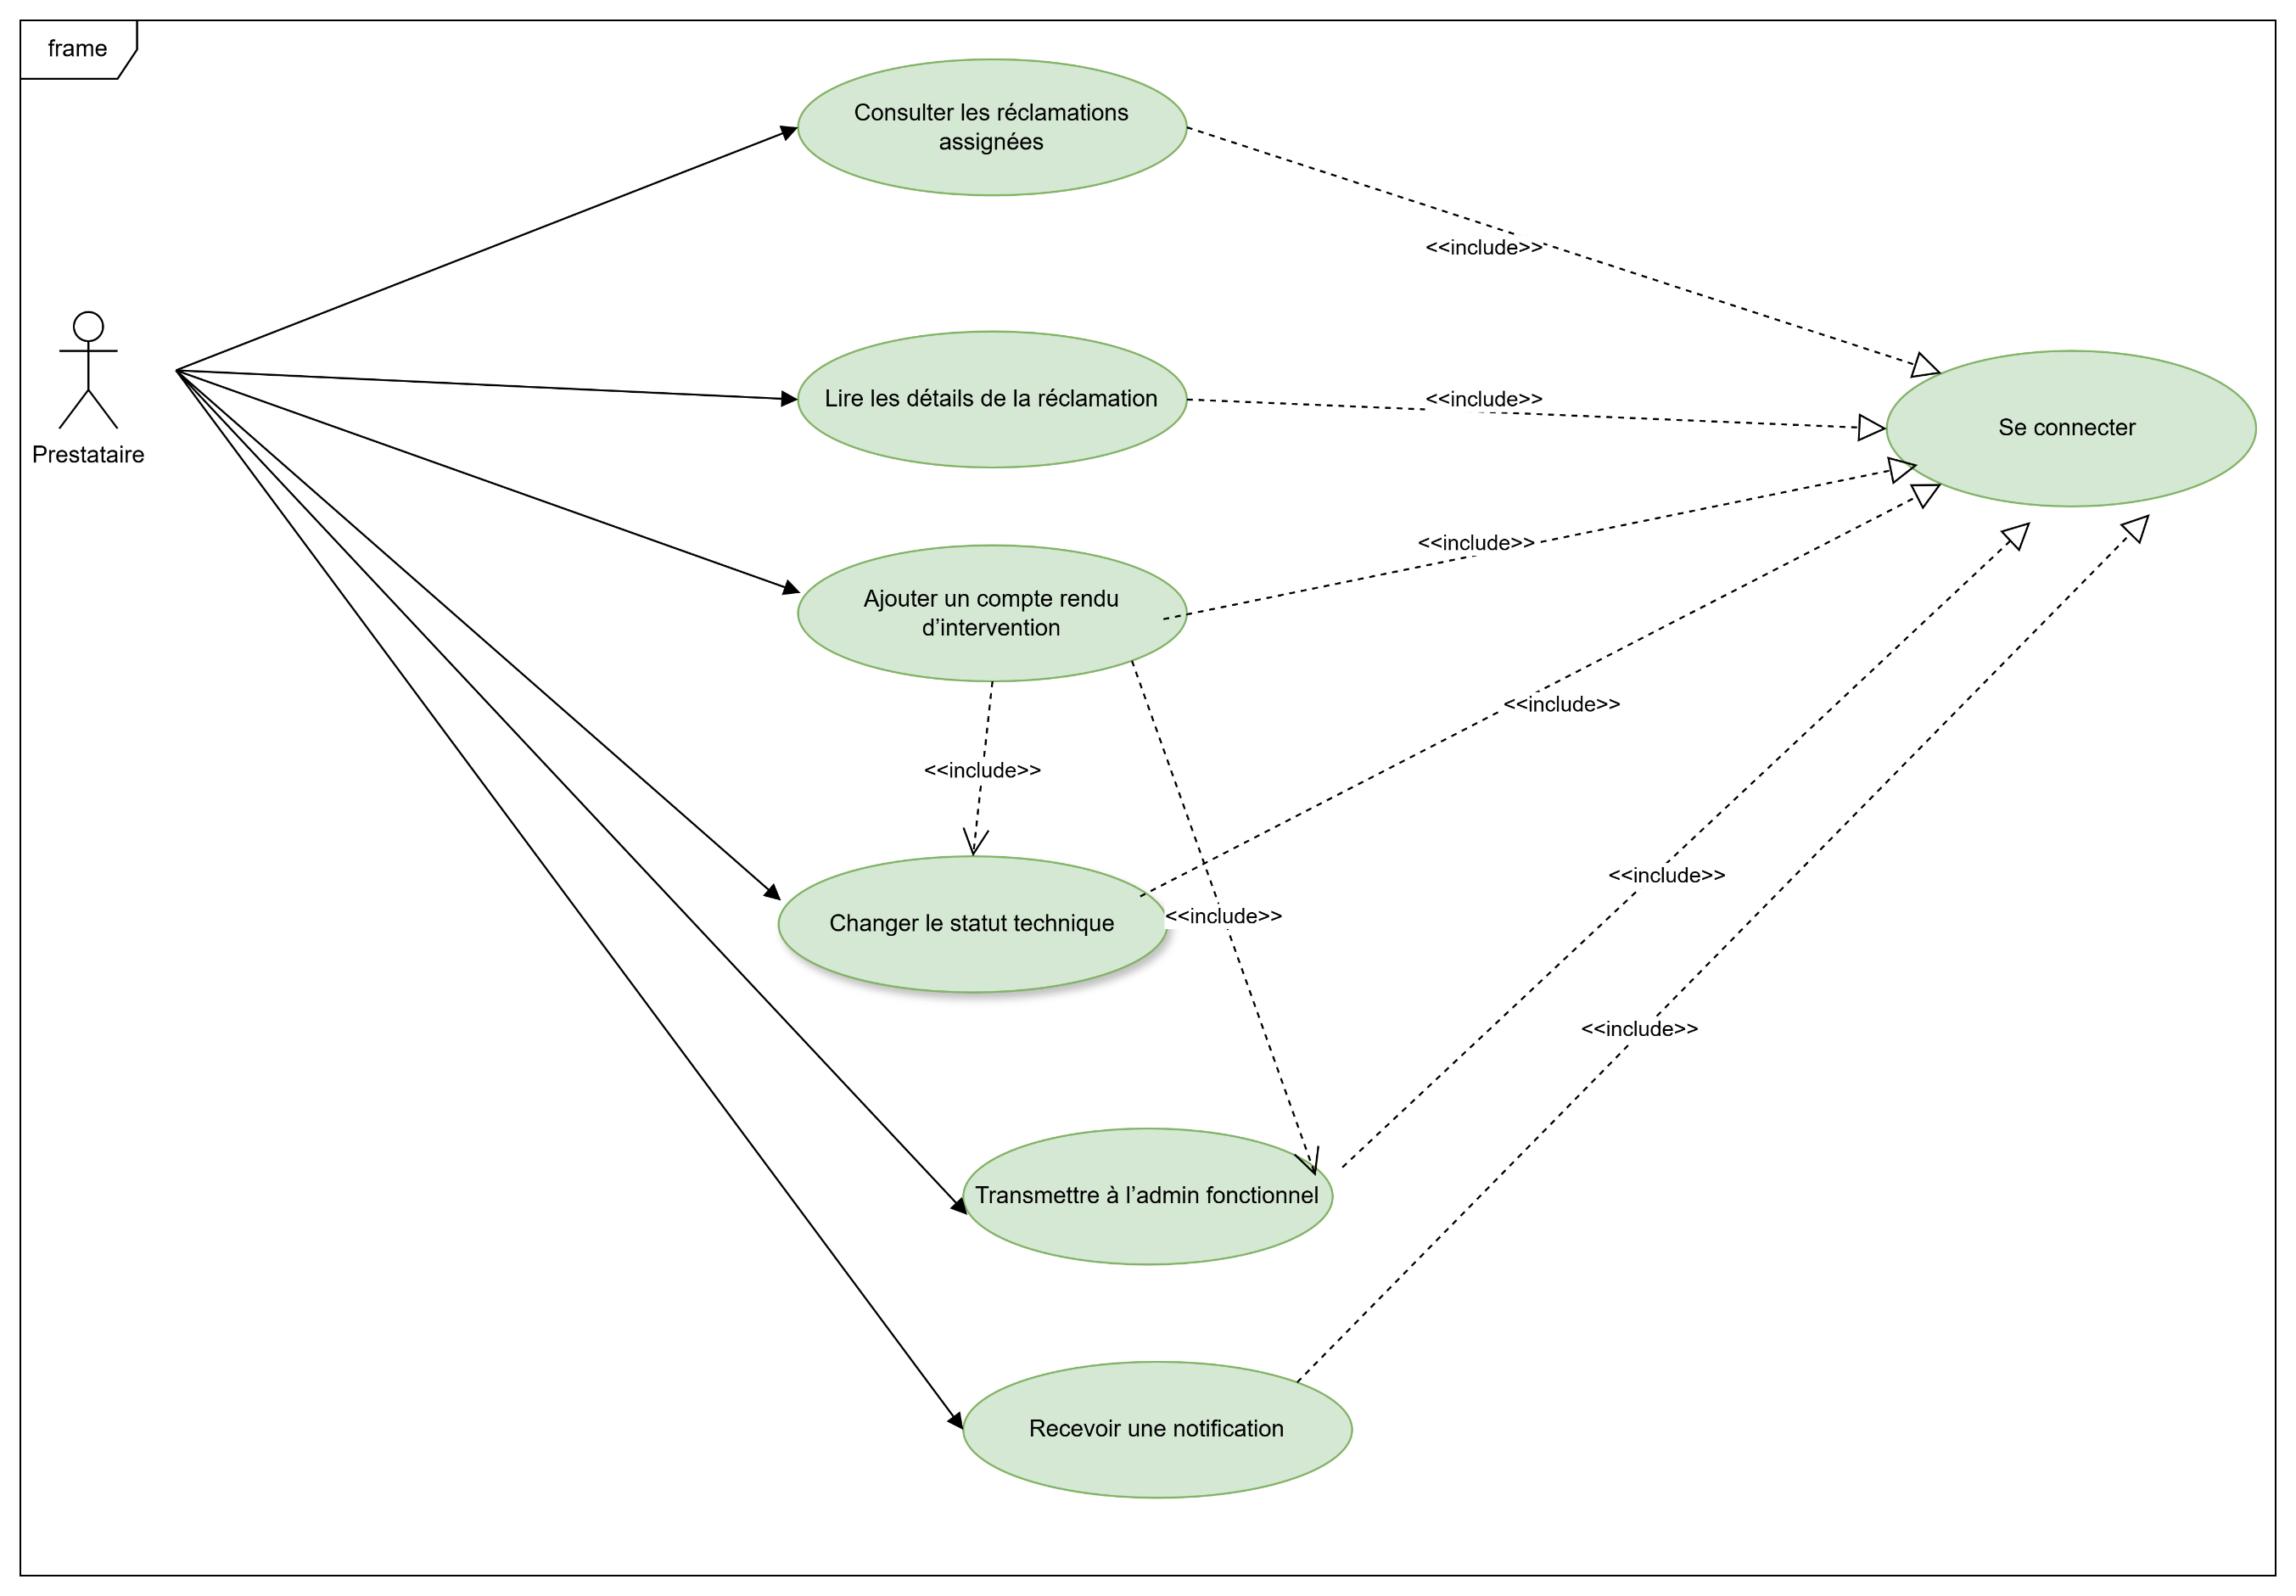 frame
Consulter les réclamations
assignées
<<include>>
Prestataire
Lire les détails de la réclamation
<<include>>
Se connecter
<<include>>
Ajouter un compte rendu
d’intervention
<<include>>
<<include>>
<<include>>
<<include>>
Changer le statut technique
<<include>>
Transmettre à l’admin fonctionnel
Recevoir une notification